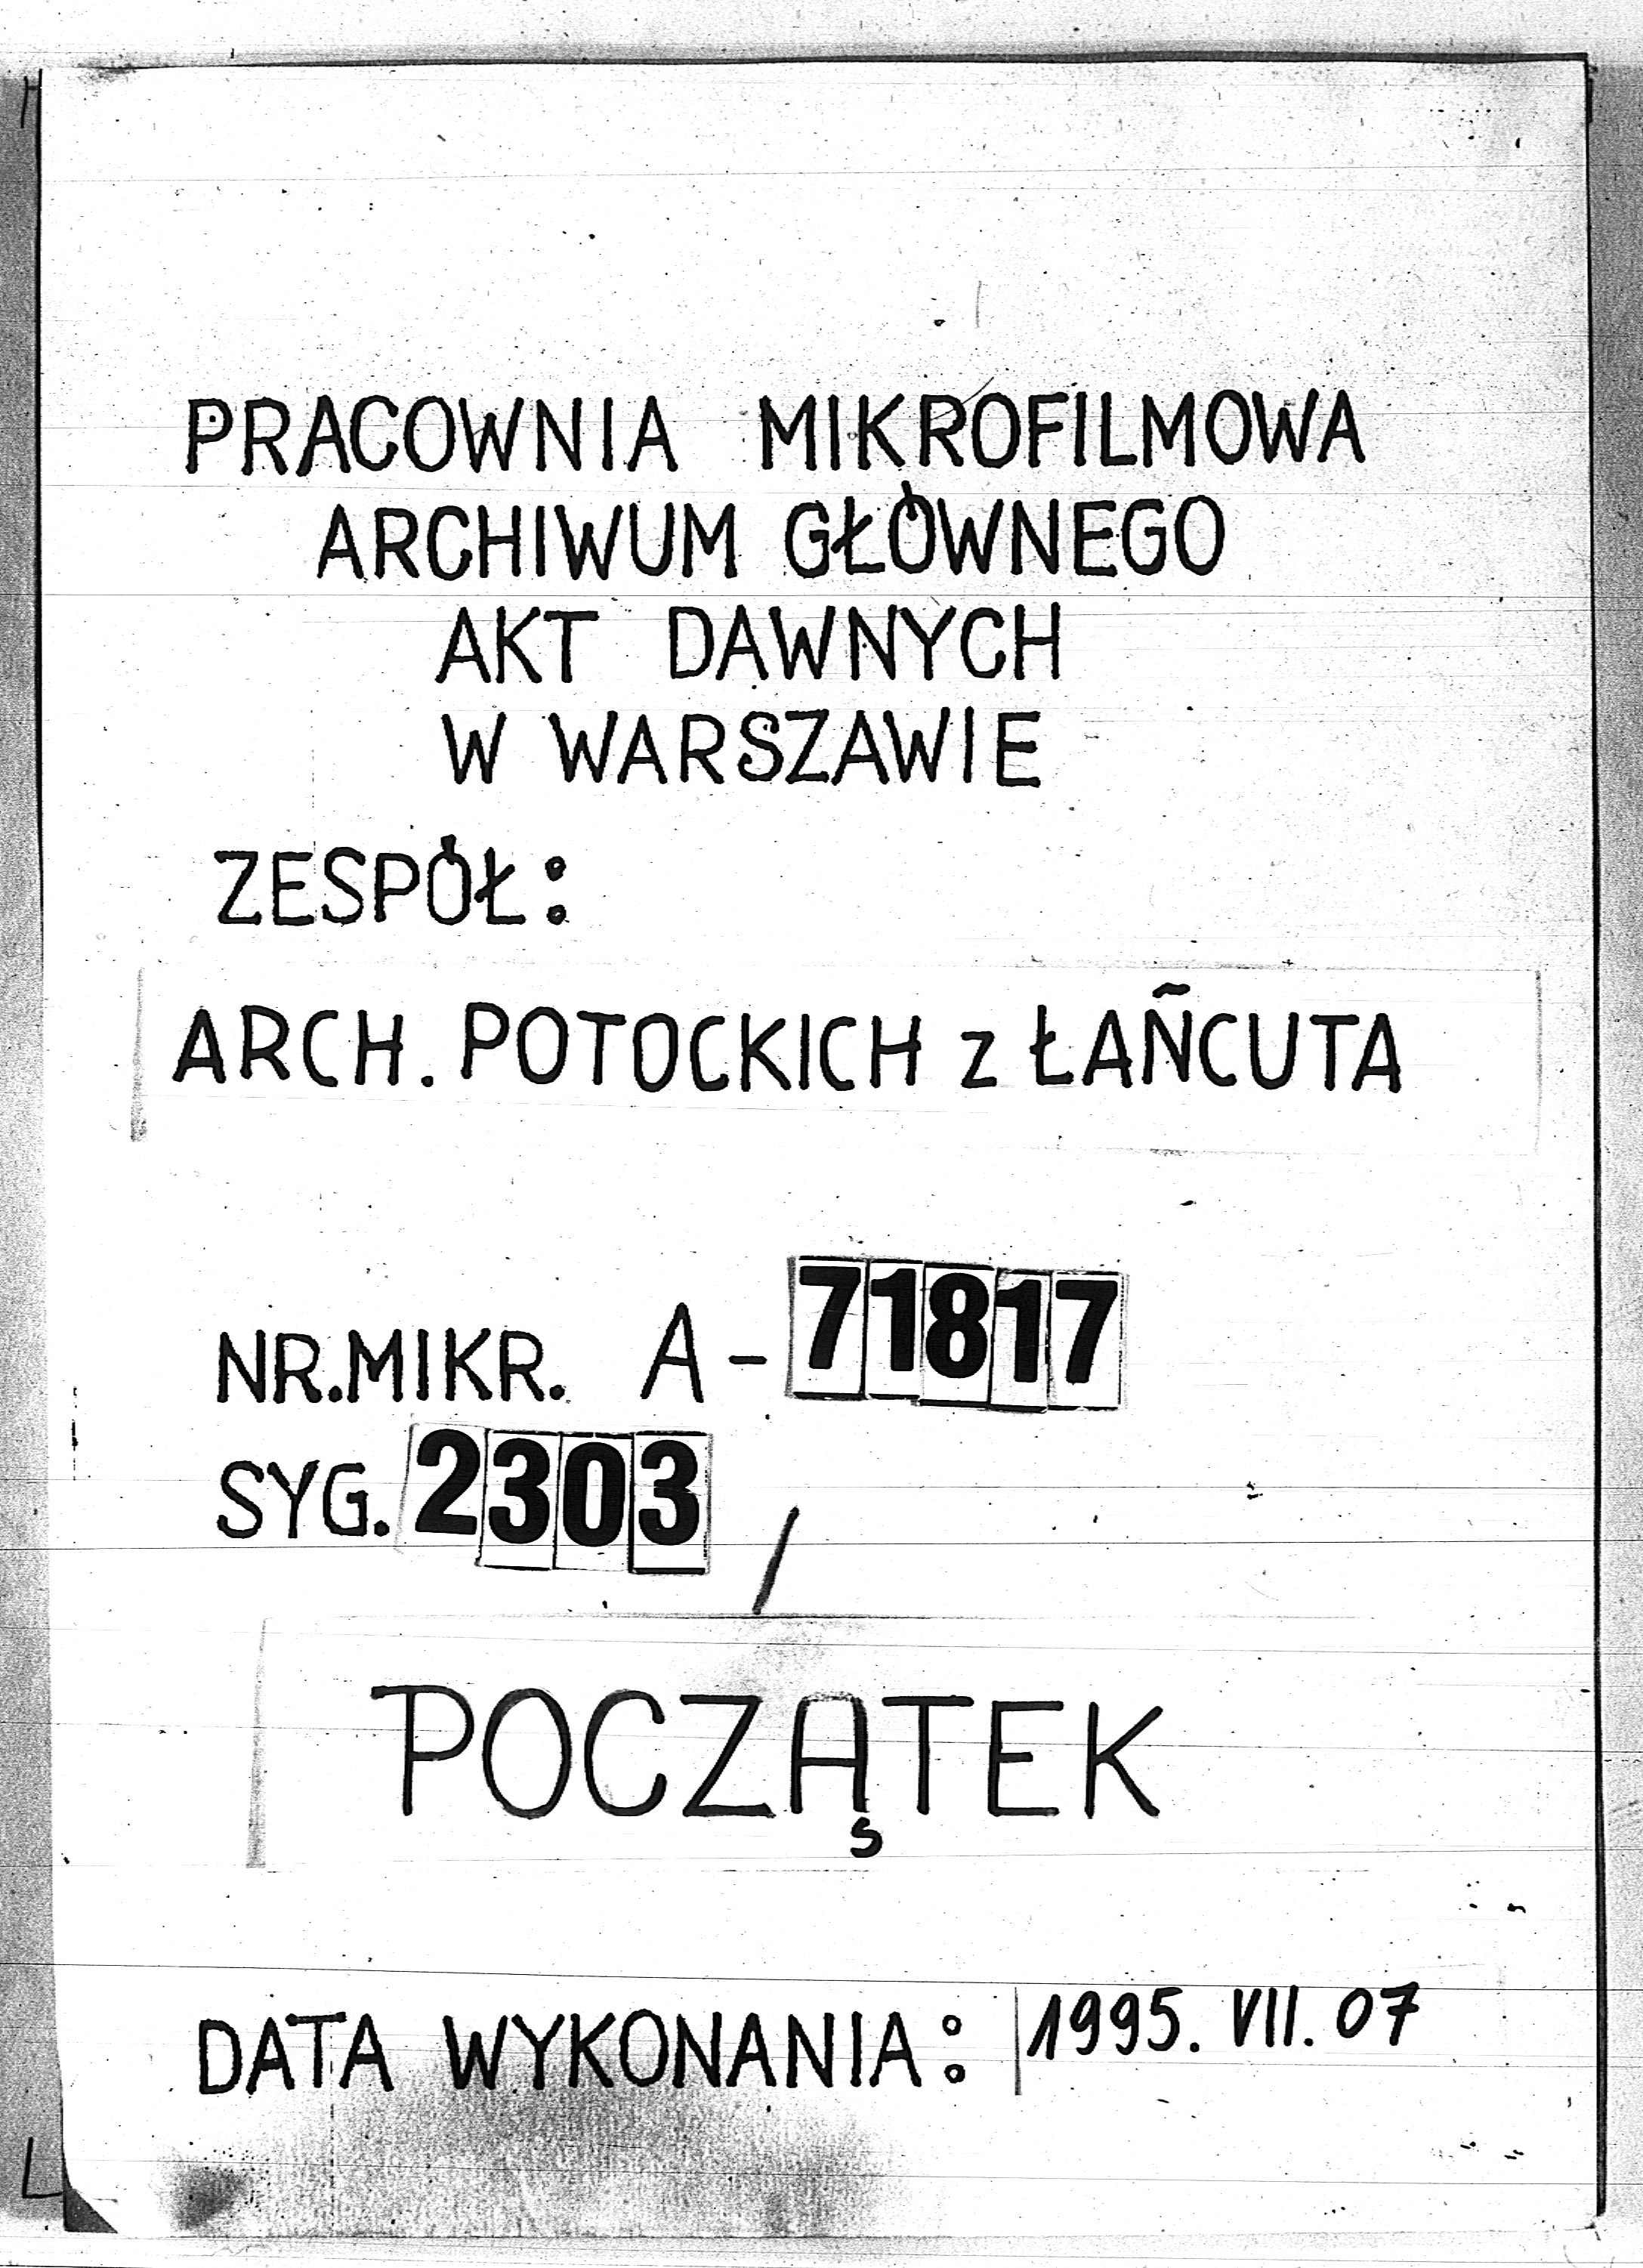 PRACOWNIA MIKROFILMOWA
ARCHIWUM GŁÓWNEGO
AKT DAWNYCH
W WARSZAWIE
ZESPÓŁ:
ARCH. POTOCKICH z ŁAŃCUTA
NR.MIKR. A-71817
SYG. 2303 /
POCZĄTEK
DATA WYKONANIA: 1995. VII. 07